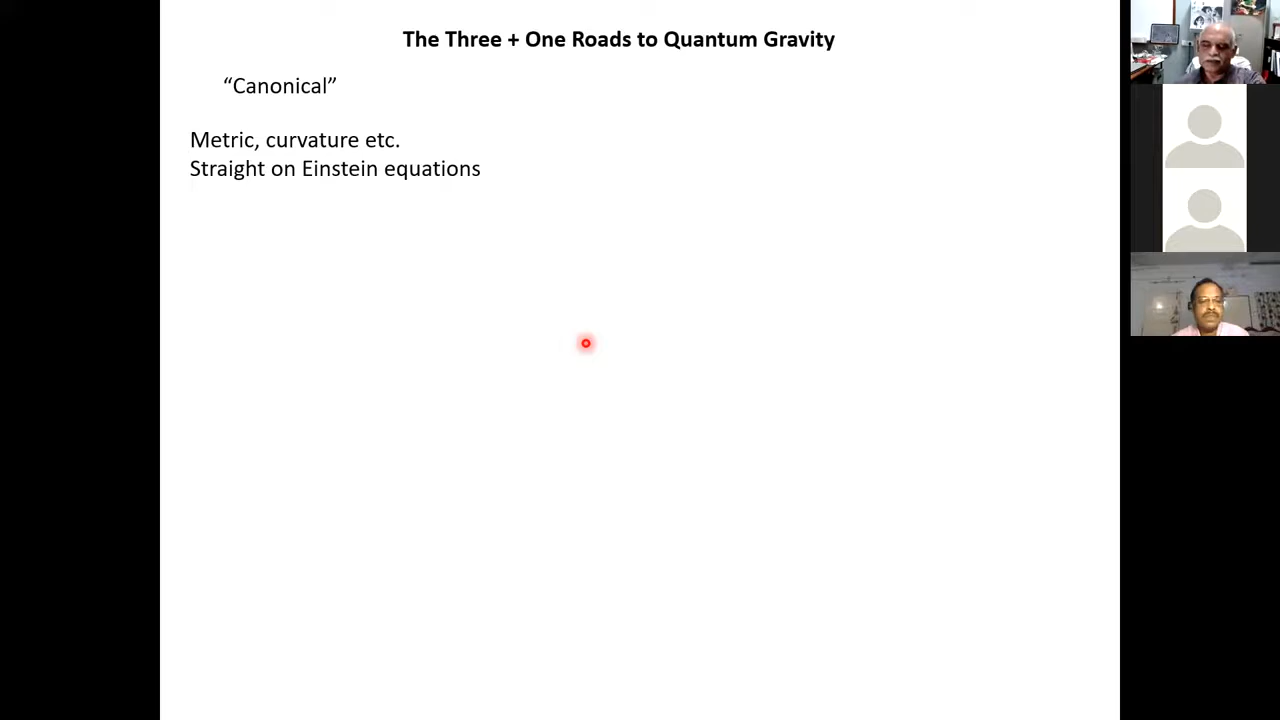 The Three + One Roads to Quantum Gravity
“Canonical”
Metric, curvature etc.
Straight on Einstein equations